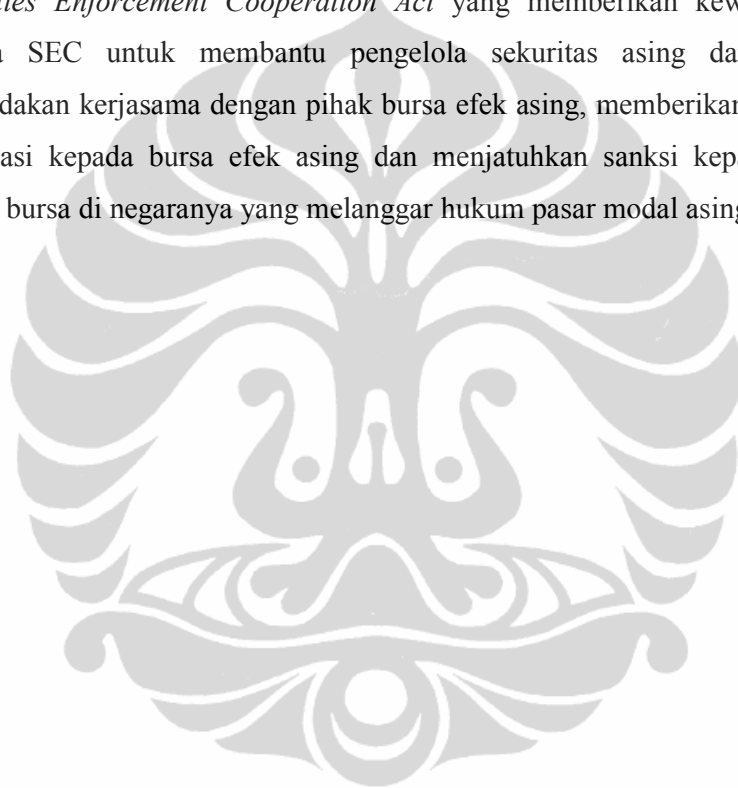 ties Enforcement Cooperation Act yang memberikan kew
a SEC untuk membantu pengelola sekuritas asing da
dakan kerjasama dengan pihak bursa efek asing, memberikan
asi kepada bursa efek asing dan menjatuhkan sanksi kep
bursa di negaranya yang melanggar hukum pasar modal asing